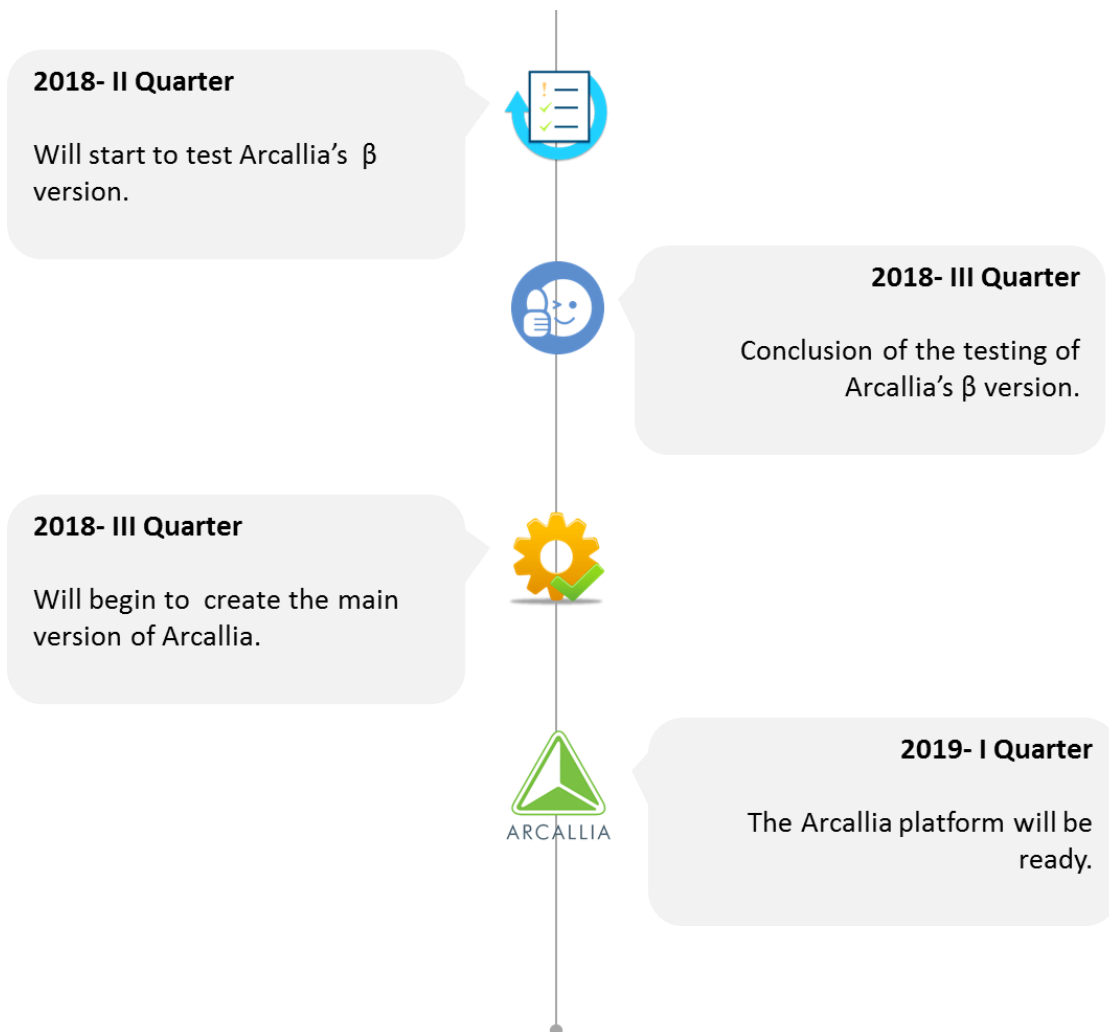 2018- II Quarter
Will start to test Arcallia’s β
version.
2018- III Quarter
Conclusion of the testing of
Arcallia’s β version.
2018- III Quarter
Will begin to create the main
version of Arcallia.
ARCALLIA
2019- I Quarter
The Arcallia platform will be
ready.